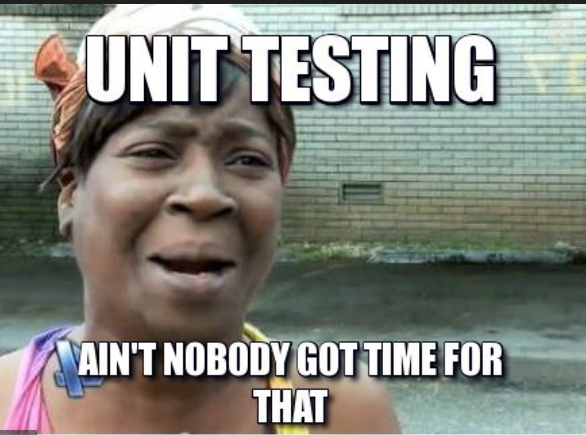 UNIT TESTING
AIN'T NOBODY GOT TIME FOR
THAT